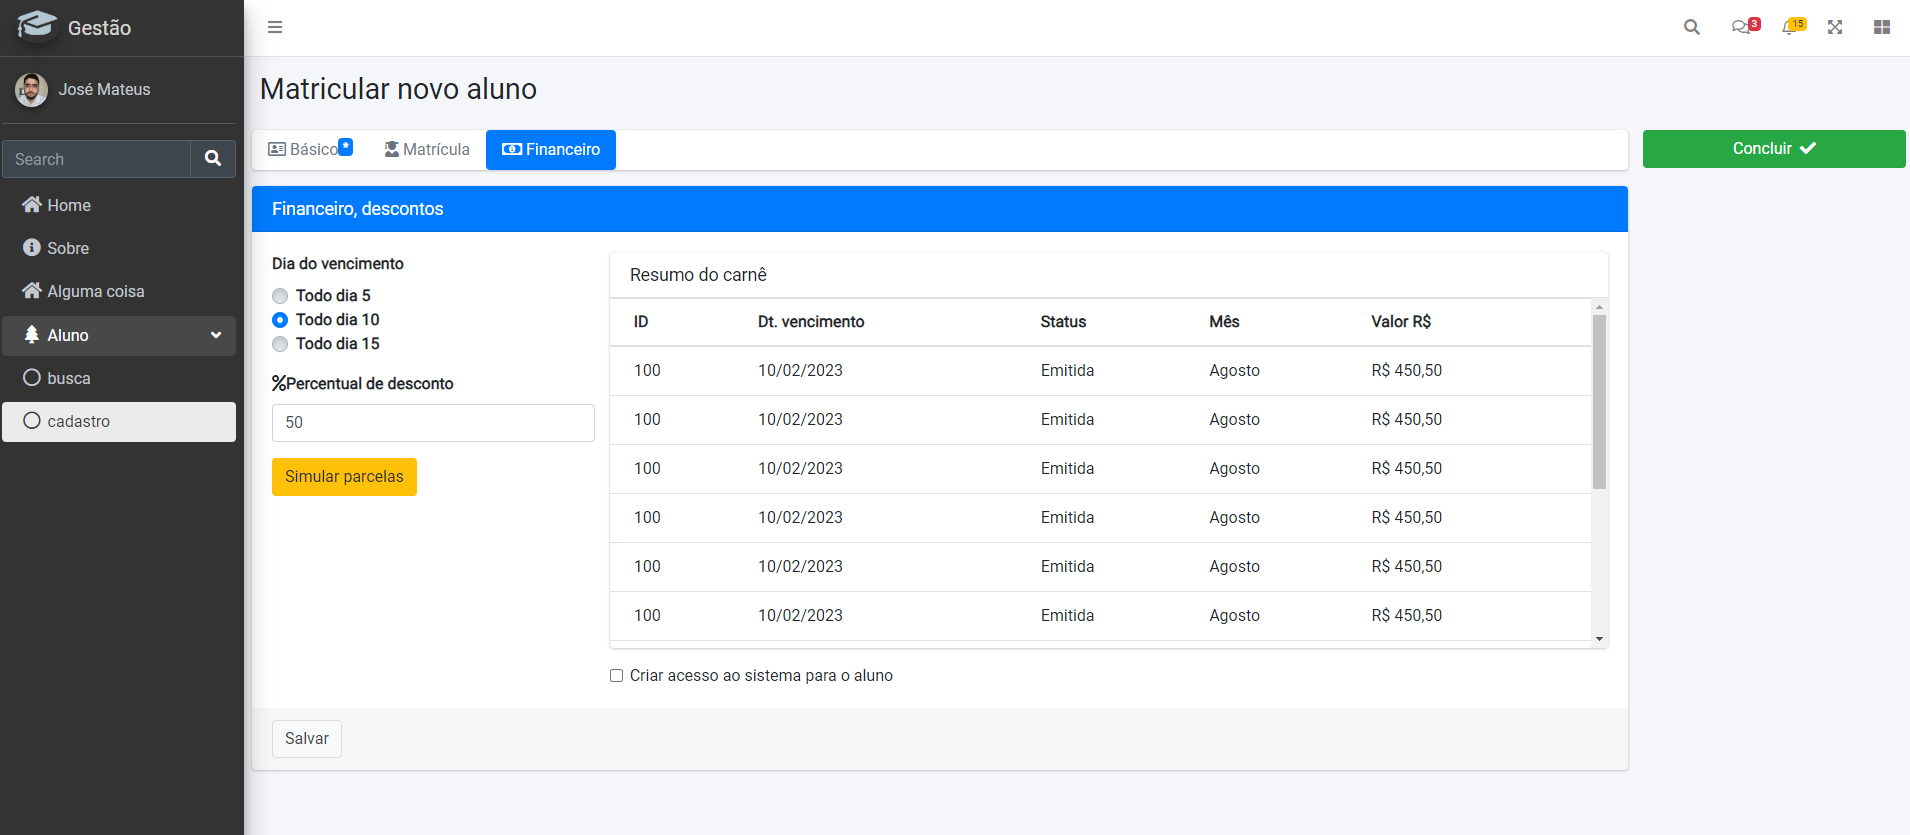 Gestão
3
15
José Mateus
Matricular novo aluno
Search
Básico*
Matrícula
Financeiro
Concluir
Home
Sobre
Alguma coisa
Aluno
busca
cadastro
Financeiro, descontos
Dia do vencimento
Todo dia 5
Todo dia 10
Todo dia 15
%Percentual de desconto
50
Simular parcelas
Resumo do carnê
ID Dt. vencimento Status Mês Valor R$
100 10/02/2023 Emitida Agosto R$ 450,50
100 10/02/2023 Emitida Agosto R$ 450,50
100 10/02/2023 Emitida Agosto R$ 450,50
100 10/02/2023 Emitida Agosto R$ 450,50
100 10/02/2023 Emitida Agosto R$ 450,50
100 10/02/2023 Emitida Agosto R$ 450,50
Criar acesso ao sistema para o aluno
Salvar